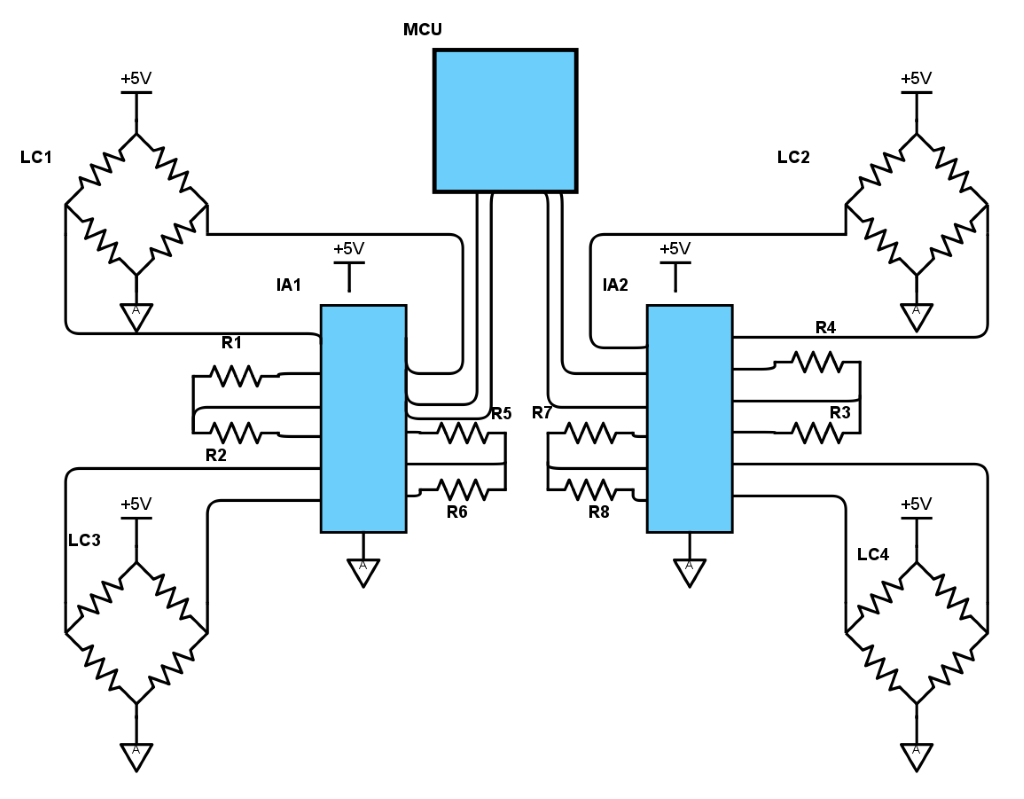 MCU
+5V
+5V
LC1
LC2
+5V
+5V
IA1
IA2
A
A
R1
R4
R5
R7
R3
R2
+5V
+5V
R6
R8
LC3
LC4
A
A
A
A